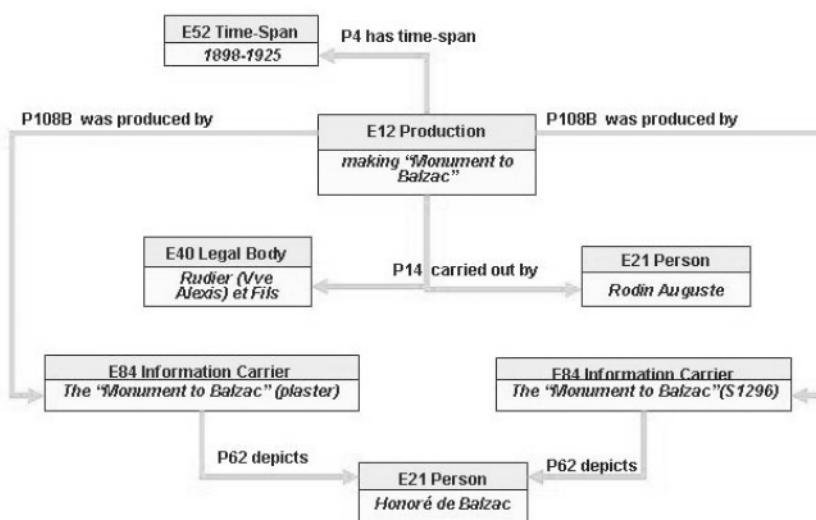 E52 Time-Span
1898-1925
P4 has time-span
P108B was produced by
E12 Production
P108B was produced by
making “Monument to
Balzac”
E40 Legal Body
Rudier (Vve
Alexis) et Fils
P14 carried out by
E21 Person
Rodin Auguste
E84 Information Carrier
The “Monument to Balzac” (plaster)
E84 Information Carrier
The “Monument to Balzac”(S1296)
P62 depicts
P62 depicts
E21 Person
Honoré de Balzac